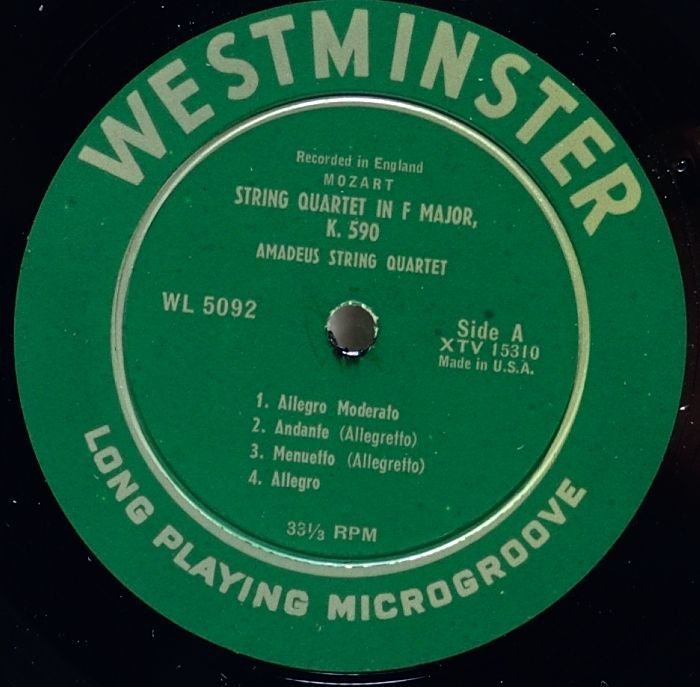 WESTMINSTER
Recorded in England
MOZART
STRING QUARTET IN F MAJOR,
K. 590
AMADEUS STRING QUARTET
WL 5092
Side A
XTV 15310
Made in U.S.A.
1. Allegro Moderato
2. Andante (Allegretto)
3. Menuetto (Allegretto)
4. Allegro
33⅓ RPM
LONG PLAYING MICROGROOVE